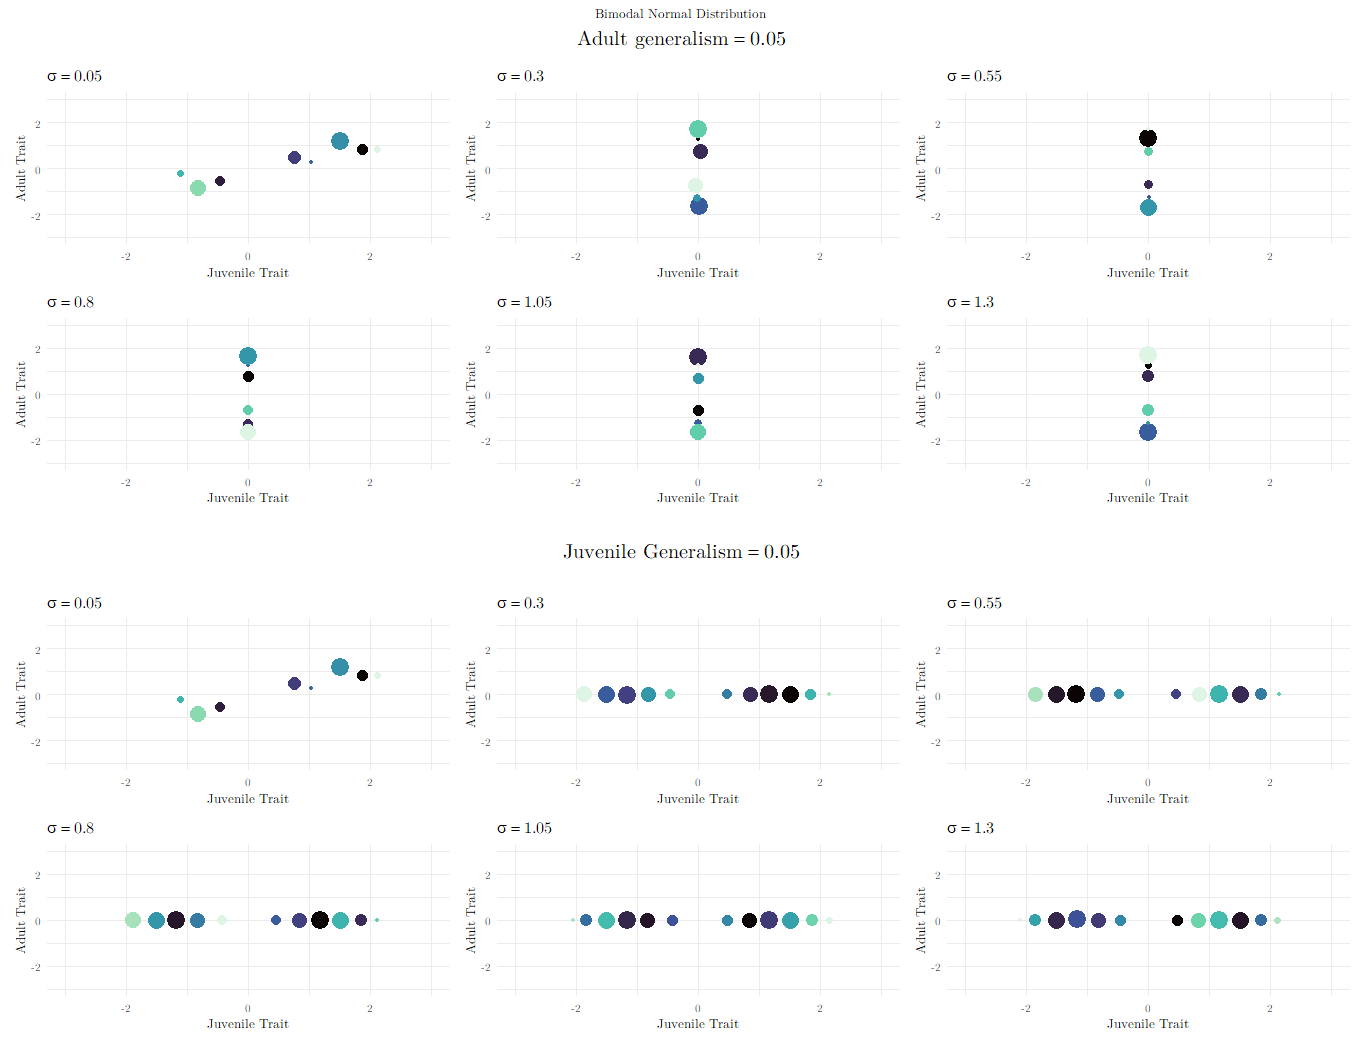 Bimodal Normal Distribution
Adult generalism = 0.05
σ = 0.05
σ = 0.3
σ = 0.55
2
0
-2
Adult Trait
-2 0 2
Juvenile Trait
2
0
-2
Adult Trait
-2 0 2
Juvenile Trait
2
0
-2
Adult Trait
-2 0 2
Juvenile Trait
σ = 0.8
σ = 1.05
σ = 1.3
2
0
-2
Adult Trait
-2 0 2
Juvenile Trait
2
0
-2
Adult Trait
-2 0 2
Juvenile Trait
2
0
-2
Adult Trait
-2 0 2
Juvenile Trait
Juvenile Generalism = 0.05
σ = 0.05
σ = 0.3
σ = 0.55
2
0
-2
Adult Trait
-2 0 2
Juvenile Trait
2
0
-2
Adult Trait
-2 0 2
Juvenile Trait
2
0
-2
Adult Trait
-2 0 2
Juvenile Trait
σ = 0.8
σ = 1.05
σ = 1.3
2
0
-2
Adult Trait
-2 0 2
Juvenile Trait
2
0
-2
Adult Trait
-2 0 2
Juvenile Trait
2
0
-2
Adult Trait
-2 0 2
Juvenile Trait